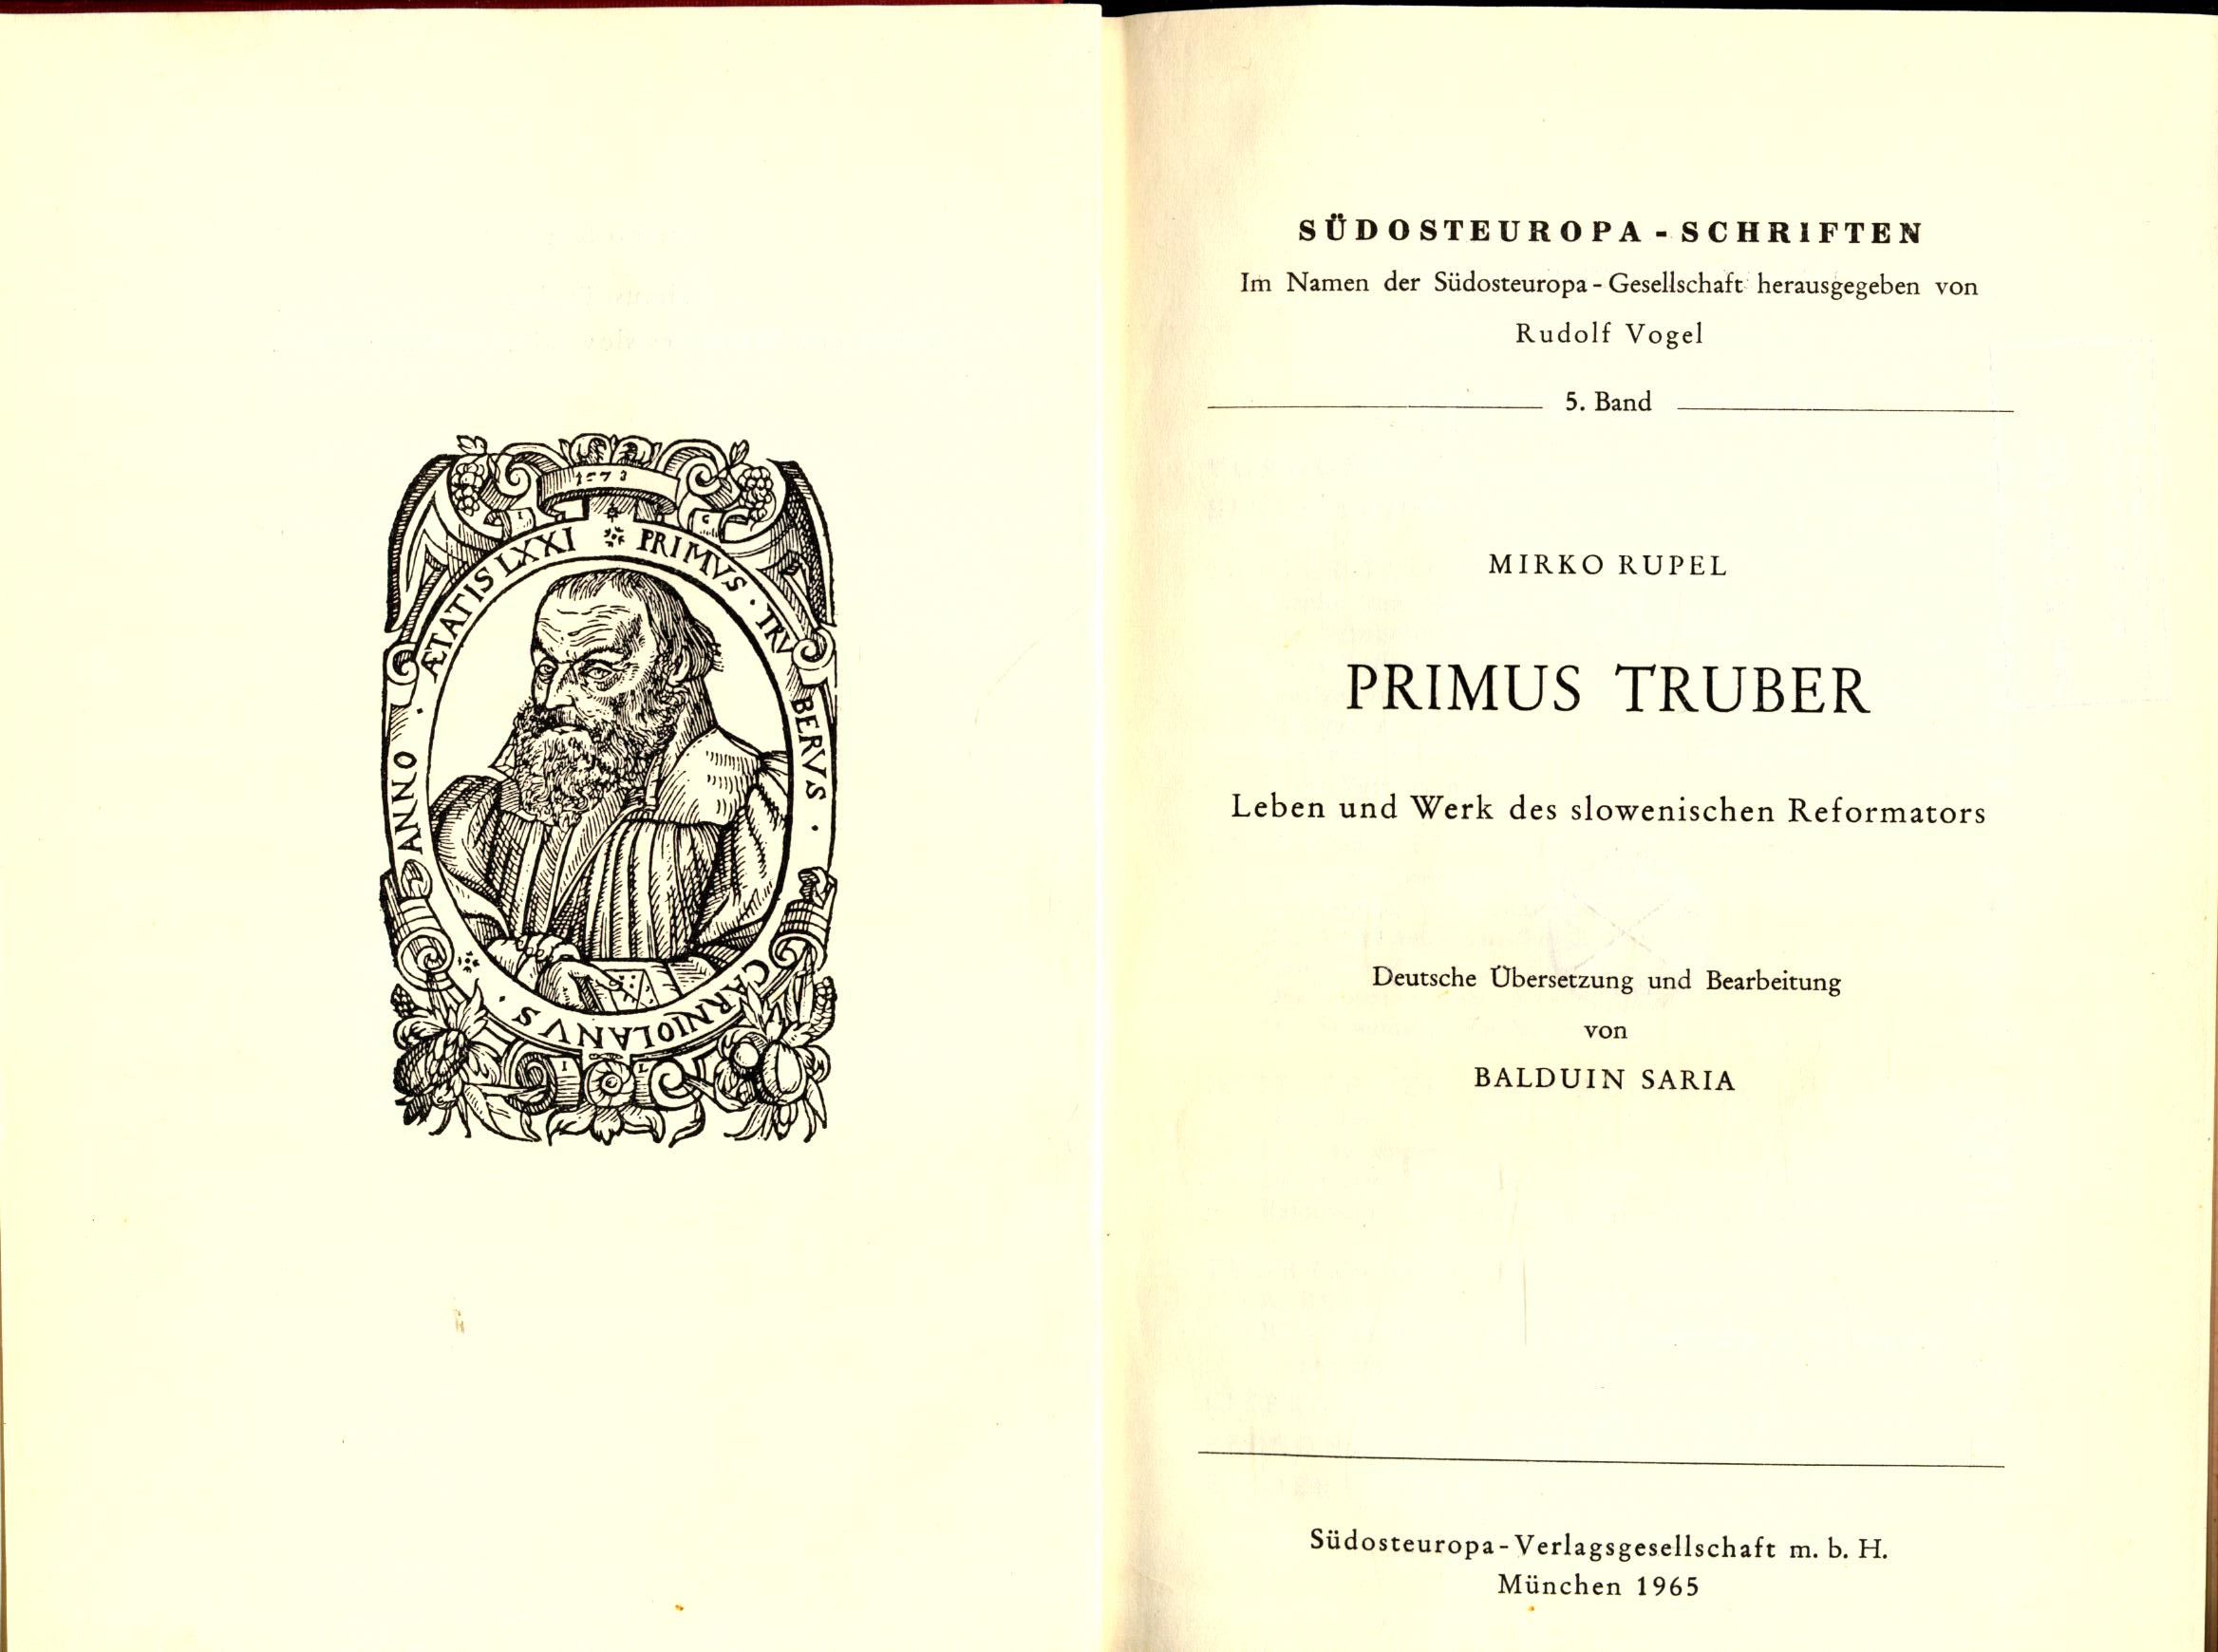 1573
I C
ANNO · ÆTATIS LXXI PRIMVS · TRVBERVS · CARNIOLANVS ·
I L
SÜDOSTEUROPA - SCHRIFTEN
Im Namen der Südosteuropa - Gesellschaft herausgegeben von
Rudolf Vogel
5. Band
MIRKO RUPEL
PRIMUS TRUBER
Leben und Werk des slowenischen Reformators
Deutsche Übersetzung und Bearbeitung
von
BALDUIN SARIA
Südosteuropa-Verlagsgesellschaft m. b. H.
München 1965